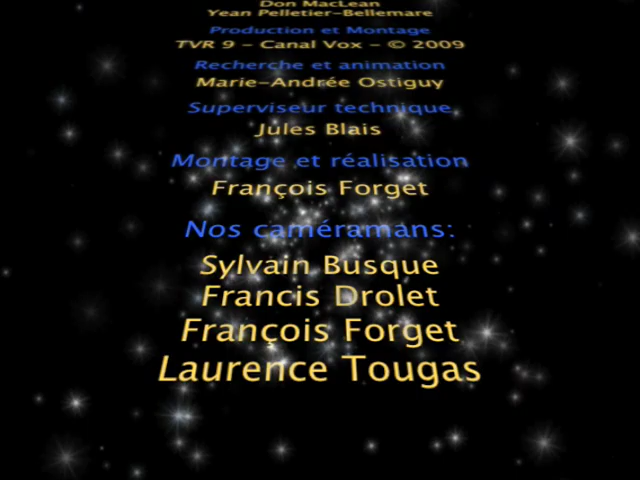 Don MacLean
Yean Pelletier-Bellemare
Production et Montage
TVR 9 - Canal Vox - © 2009
Recherche et animation
Marie-Andrée Ostiguy
Superviseur technique
Jules Blais
Montage et réalisation
François Forget
Nos caméramans:
Sylvain Busque
Francis Drolet
François Forget
Laurence Tougas